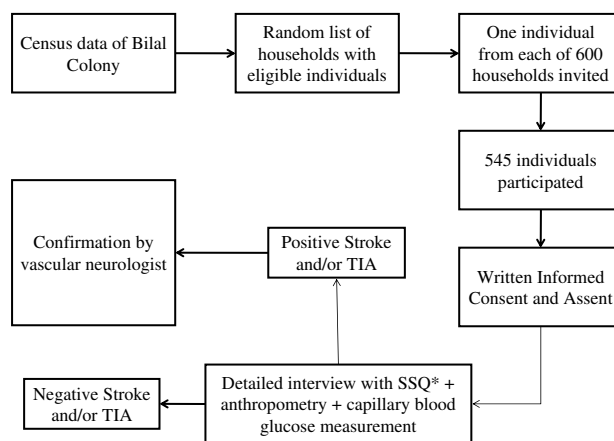 Census data of Bilal
Colony
Random list of
households with
eligible individuals
One individual
from each of 600
households invited
545 individuals
participated
Written Informed
Consent and Assent
Detailed interview with SSQ* +
anthropometry + capillary blood
glucose measurement
Positive Stroke
and/or TIA
Confirmation by
vascular neurologist
Negative Stroke
and/or TIA